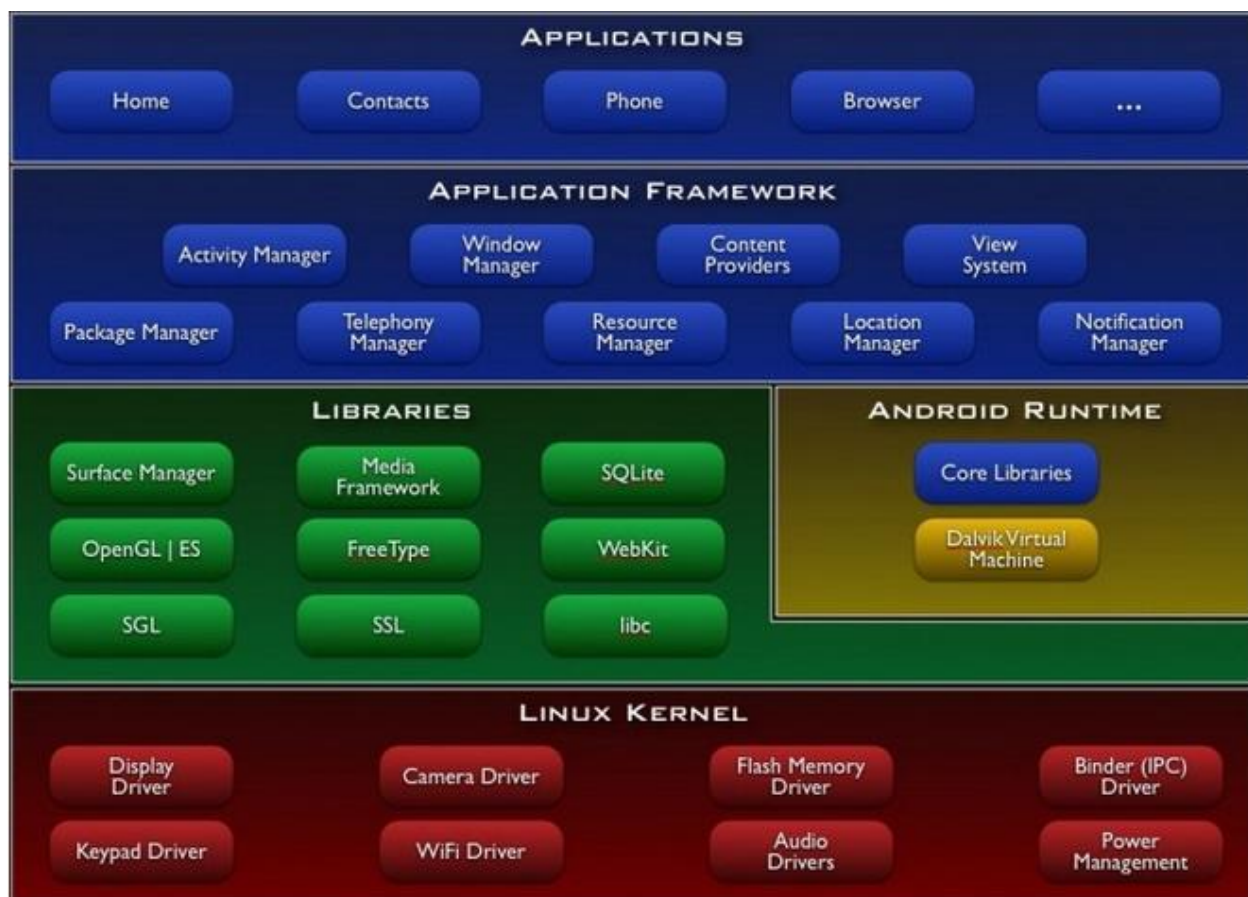 APPLICATIONS
Home
Contacts
Phone
Browser
...
APPLICATION FRAMEWORK
Activity Manager
Window
Manager
Content
Providers
View
System
Package Manager
Telephony
Manager
Resource
Manager
Location
Manager
Notification
Manager
LIBRARIES
Surface Manager
Media
Framework
SQLite
OpenGL | ES
FreeType
WebKit
SGL
SSL
libc
ANDROID RUNTIME
Core Libraries
Dalvik Virtual
Machine
LINUX KERNEL
Display
Driver
Camera Driver
Flash Memory
Driver
Binder (IPC)
Driver
Keypad Driver
WiFi Driver
Audio
Drivers
Power
Management